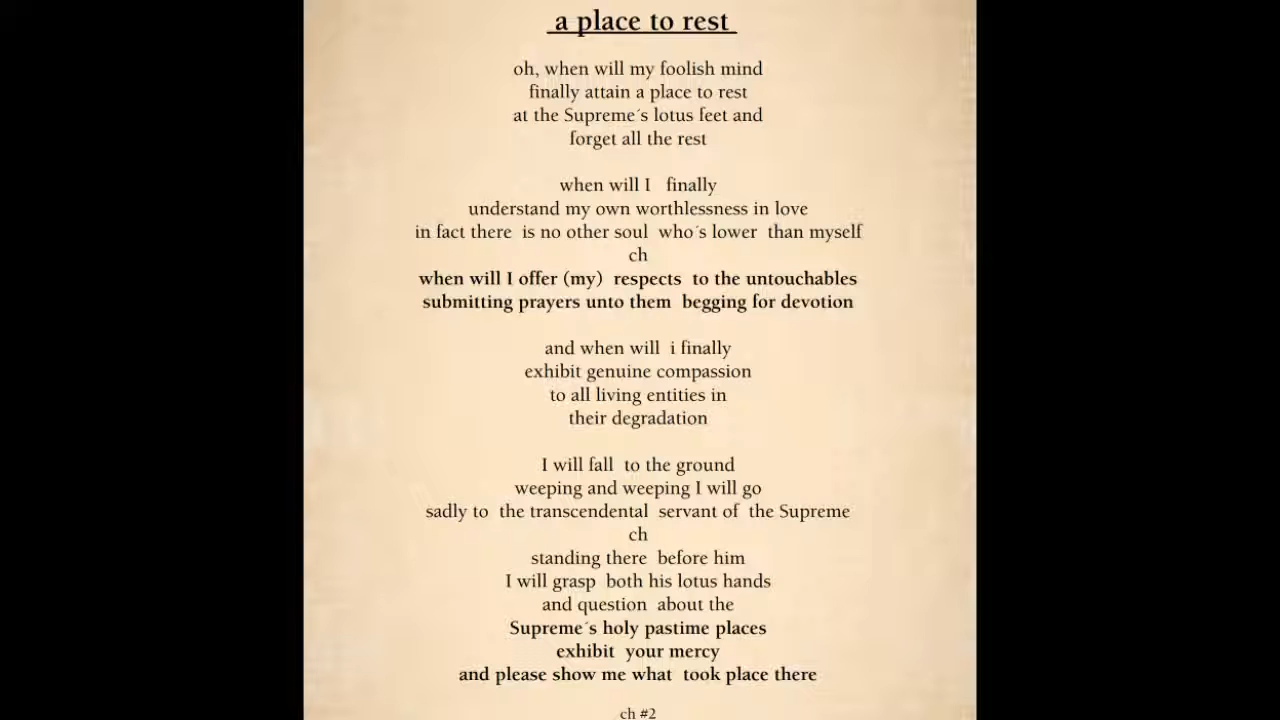 a place to rest
oh, when will my foolish mind
finally attain a place to rest
at the Supreme´s lotus feet and
forget all the rest
when will I finally
understand my own worthlessness in love
in fact there is no other soul who´s lower than myself
ch
when will I offer (my) respects to the untouchables
submitting prayers unto them begging for devotion
and when will i finally
exhibit genuine compassion
to all living entities in
their degradation
I will fall to the ground
weeping and weeping I will go
sadly to the transcendental servant of the Supreme
ch
standing there before him
I will grasp both his lotus hands
and question about the
Supreme´s holy pastime places
exhibit your mercy
and please show me what took place there
ch #2